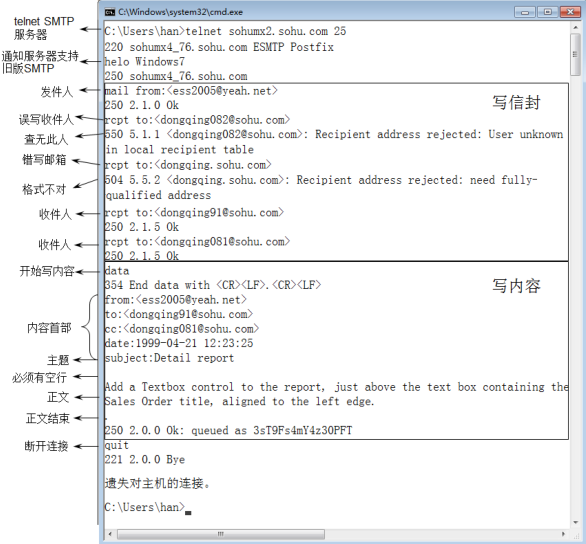 C:\Windows\system32\cmd.exe
telnet SMTP
服务器
C:\Users\han>telnet sohumx2.sohu.com 25
220 sohumx4_76.sohu.com ESMTP Postfix
通知服务器支持
旧版SMTP
helo Windows7
250 sohumx4_76.sohu.com
发件人
mail from:<ess2005@yeah.net>
写信封
250 2.1.0 Ok
误写收件人
rcpt to:<dongqing082@sohu.com>
查无此人
550 5.1.1 <dongqing082@sohu.com>: Recipient address rejected: User unknown
in local recipient table
错写邮箱
rcpt to:<dongqing.sohu.com>
格式不对
504 5.5.2 <dongqing.sohu.com>: Recipient address rejected: need fully-
qualified address
收件人
rcpt to:<dongqing91@sohu.com>
250 2.1.5 Ok
收件人
rcpt to:<dongqing081@sohu.com>
250 2.1.5 Ok
开始写内容
data
354 End data with <CR><LF>.<CR><LF>
写内容
from:<ess2005@yeah.net>
to:<dongqing91@sohu.com>
内容首部
cc:<dongqing081@sohu.com>
date:1999-04-21 12:23:25
主题
subject:Detail report
必须有空行
正文
Add a Textbox control to the report, just above the text box containing the
Sales Order title, aligned to the left edge.
正文结束
.
250 2.0.0 Ok: queued as 3sT9Fs4mY4z30PFT
断开连接
quit
221 2.0.0 Bye
遗失对主机的连接。
C:\Users\han>